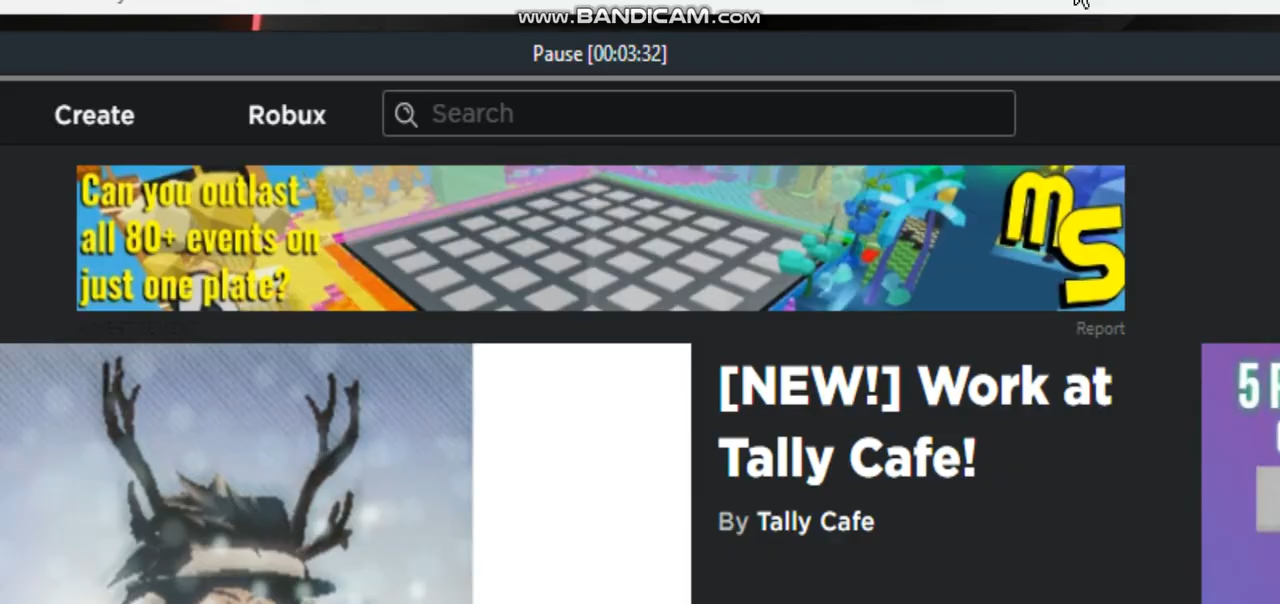 www.BANDICAM.com
Pause [00:03:32]
Create
Robux
Search
Can you outlast
all 80+ events on
just one plate?
MS
Report
[NEW!] Work at
Tally Cafe!
By Tally Cafe
5